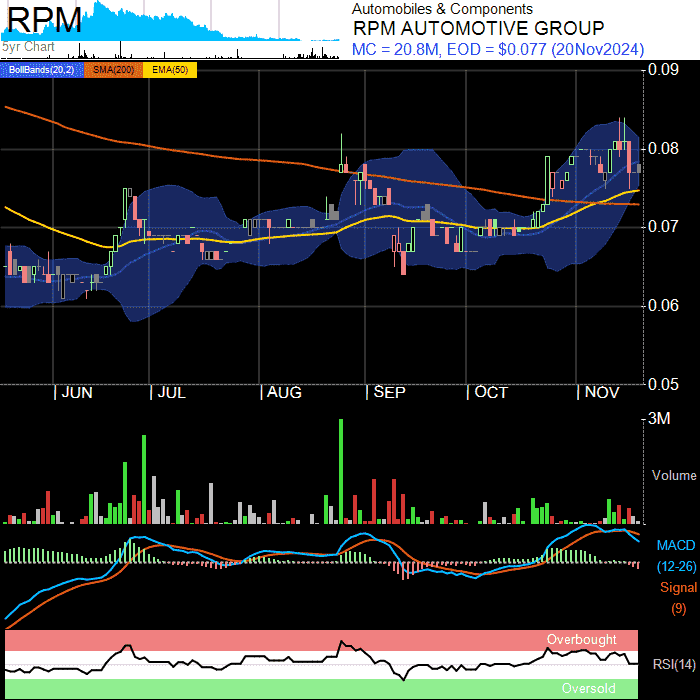 RPM
5yr Chart
Automobiles & Components
RPM AUTOMOTIVE GROUP
MC = 20.8M, EOD = $0.077 (20Nov2024)
BollBands(20,2) SMA(200) EMA(50)
0.09
0.08
0.07
0.06
0.05
JUN JUL AUG SEP OCT NOV
3M
Volume
MACD
(12-26)
Signal
(9)
Overbought
RSI(14)
Oversold